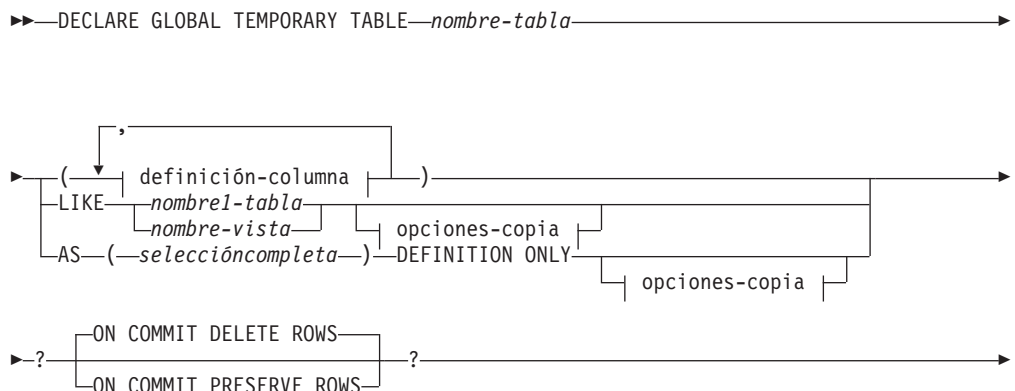 DECLARE GLOBAL TEMPORARY TABLE nombre-tabla
,
( definición-columna )
LIKE nombre1-tabla
nombre-vista opciones-copia
AS ( seleccióncompleta ) DEFINITION ONLY
opciones-copia
ON COMMIT DELETE ROWS
? ?
ON COMMIT PRESERVE ROWS